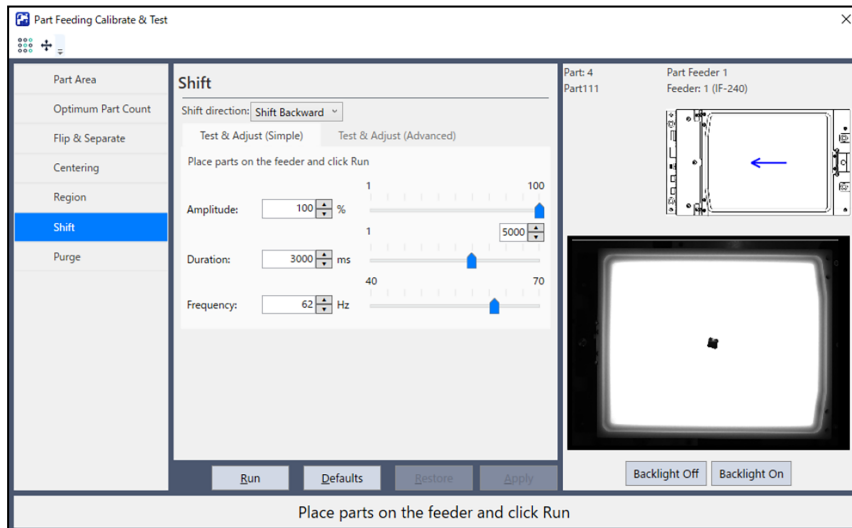 Part Feeding Calibrate & Test
Part Area
Optimum Part Count
Flip & Separate
Centering
Region
Shift
Purge
Shift
Shift direction: Shift Backward
Test & Adjust (Simple) Test & Adjust (Advanced)
Place parts on the feeder and click Run
1 100
Amplitude: 100 %
1 5000
Duration: 3000 ms
40 70
Frequency: 62 Hz
Run Defaults Restore Apply
Part: 4 Part Feeder 1
Part111 Feeder: 1 (IF-240)
Backlight Off Backlight On
Place parts on the feeder and click Run